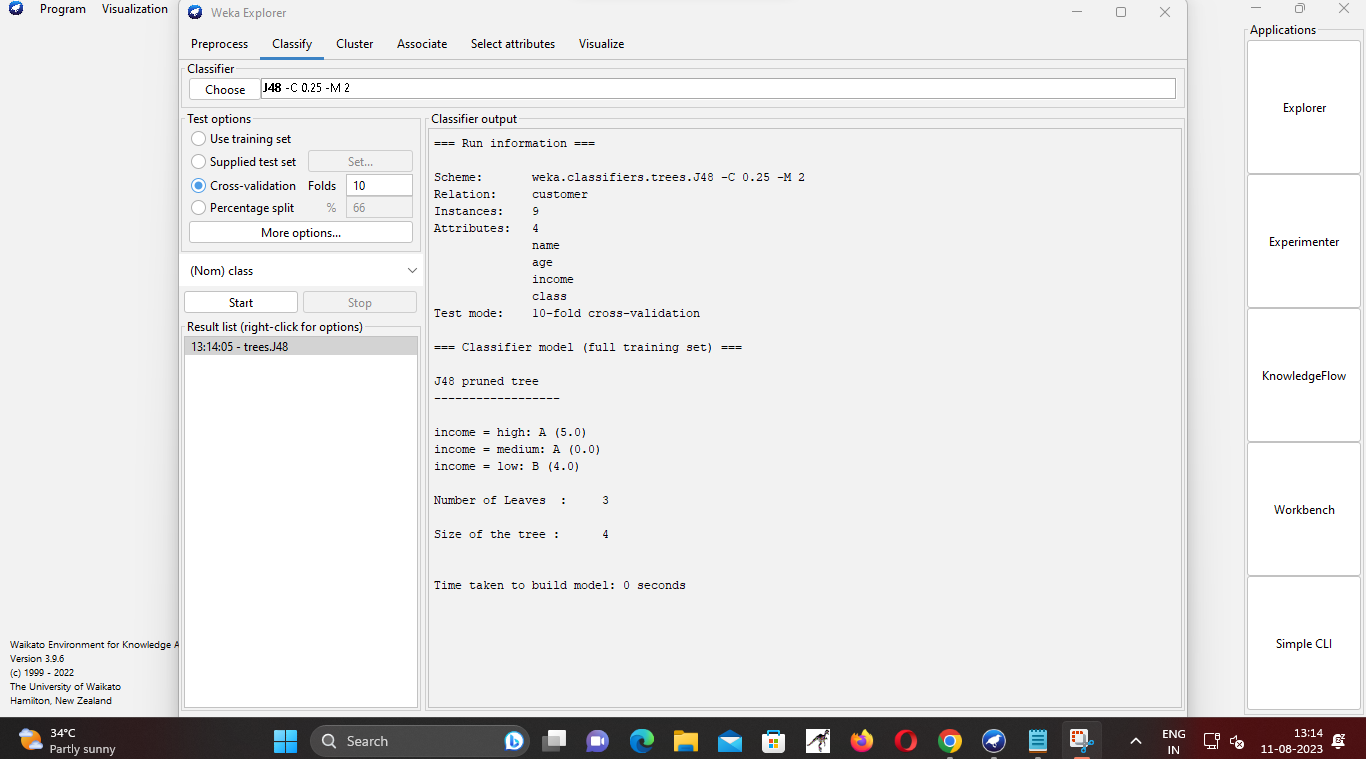 Program Visualization
Weka Explorer
Preprocess Classify Cluster Associate Select attributes Visualize
Classifier
Choose J48 -C 0.25 -M 2
Test options
Use training set
Supplied test set Set...
Cross-validation Folds 10
Percentage split % 66
More options...
(Nom) class
Start Stop
Result list (right-click for options)
13:14:05 - trees.J48
Classifier output
=== Run information ===
Scheme: weka.classifiers.trees.J48 -C 0.25 -M 2
Relation: customer
Instances: 9
Attributes: 4
name
age
income
class
Test mode: 10-fold cross-validation
=== Classifier model (full training set) ===
J48 pruned tree
------------------
income = high: A (5.0)
income = medium: A (0.0)
income = low: B (4.0)
Number of Leaves : 3
Size of the tree : 4
Time taken to build model: 0 seconds
Applications
Explorer
Experimenter
KnowledgeFlow
Workbench
Simple CLI
Waikato Environment for Knowledge A
Version 3.9.6
(c) 1999 - 2022
The University of Waikato
Hamilton, New Zealand
34°C
Partly sunny
Search
ENG
IN
13:14
11-08-2023